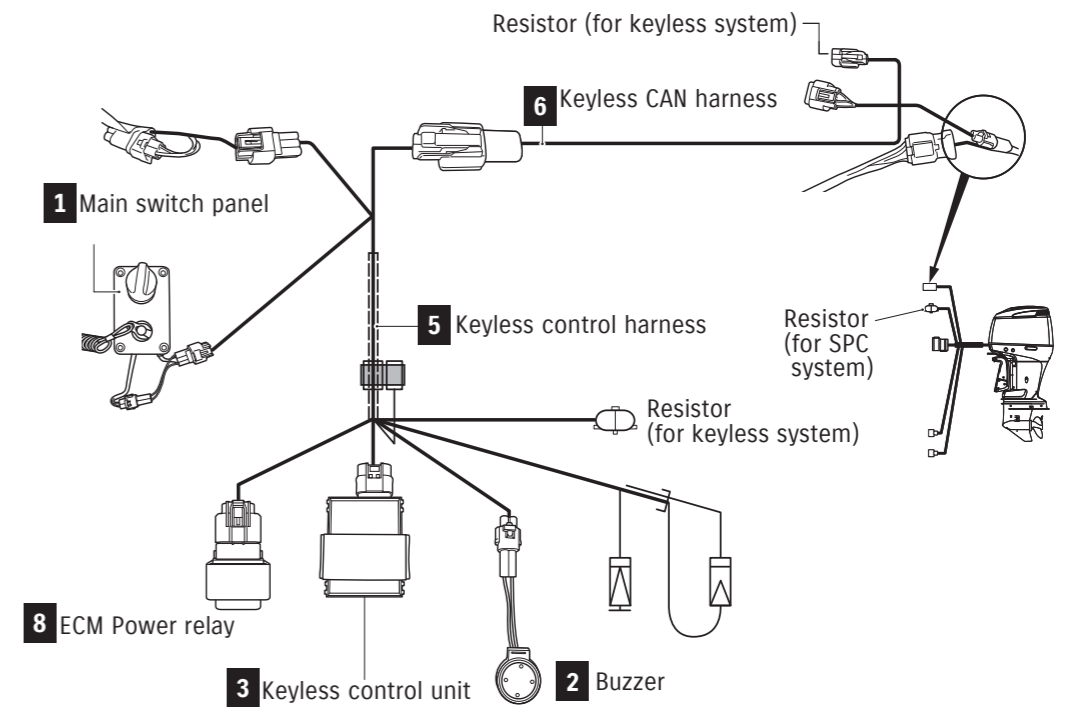 Resistor (for keyless system)
6 Keyless CAN harness
1 Main switch panel
5 Keyless control harness
Resistor
(for SPC
system)
Resistor
(for keyless system)
8 ECM Power relay
3 Keyless control unit
2 Buzzer